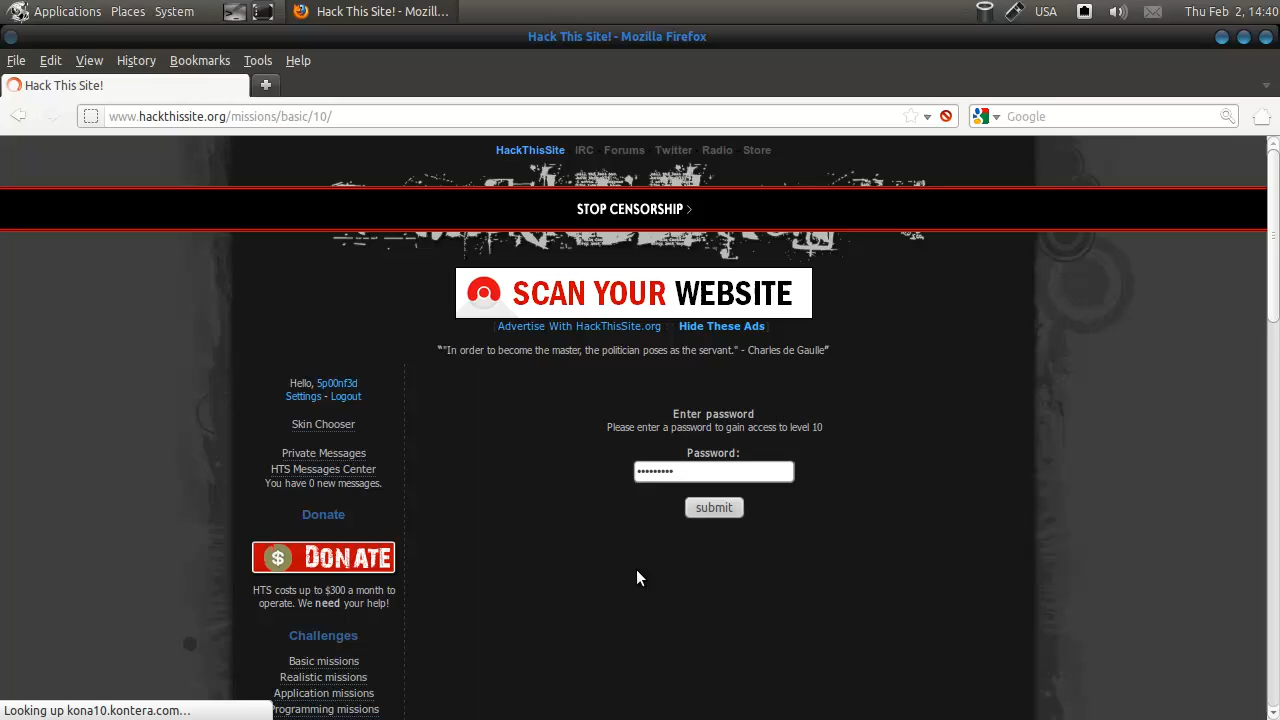 Applications Places System Hack This Site! - Mozill... USA Thu Feb 2, 14:40
Hack This Site! - Mozilla Firefox
File Edit View History Bookmarks Tools Help
Hack This Site!
www.hackthissite.org/missions/basic/10/ Google
HackThisSite IRC Forums Twitter Radio Store
STOP CENSORSHIP >
SCAN YOUR WEBSITE
Advertise With HackThisSite.org :: Hide These Ads
""In order to become the master, the politician poses as the servant." - Charles de Gaulle"
Hello, 5p00nf3d
Settings - Logout
Skin Chooser
Private Messages
HTS Messages Center
You have 0 new messages.
Donate
$ DONATE
HTS costs up to $300 a month to
operate. We need your help!
Challenges
Basic missions
Realistic missions
Application missions
Programming missions
Enter password
Please enter a password to gain access to level 10
Password:
•••••••••
submit
Looking up kona10.kontera.com...